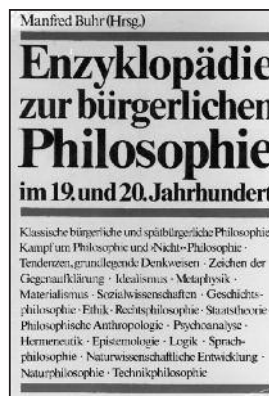 Manfred Buhr (Hrsg.)
Enzyklopädie
zur bürgerlichen
Philosophie
im 19. und 20. Jahrhundert
Klassische bürgerliche und spätbürgerliche Philosophie
Kampf um Philosophie und ›Nicht‹-Philosophie ·
Tendenzen, grundlegende Denkweisen · Zeichen der
Gegenaufklärung · Idealismus · Metaphysik ·
Materialismus · Sozialwissenschaften · Geschichts-
philosophie · Ethik · Rechtsphilosophie · Staatstheorie
Philosophische Anthropologie · Psychoanalyse ·
Hermeneutik · Epistemologie · Logik · Sprach-
philosophie · Naturwissenschaftliche Entwicklung ·
Naturphilosophie · Technikphilosophie